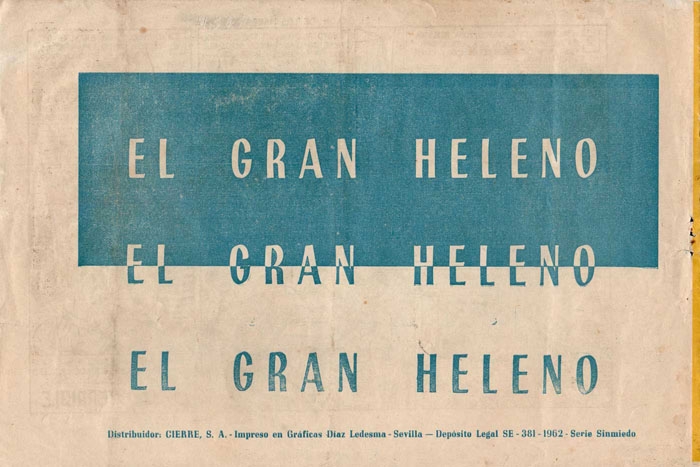 EL GRAN HELENO
EL GRAN HELENO
EL GRAN HELENO
Distribuidor: CIERRE, S. A. - Impreso en Gráficas Díaz Ledesma - Sevilla — Depósito Legal SE - 381 - 1962 - Serie Sinmiedo